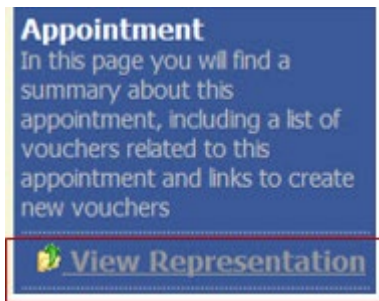 Appointment
In this page you will find a
summary about this
appointment, including a list of
vouchers related to this
appointment and links to create
new vouchers
View Representation